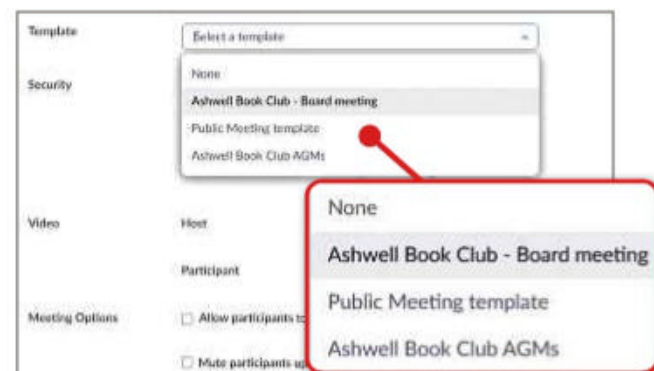 Template
Select a template
Security
None
Ashwell Book Club - Board meeting
Public Meeting template
Ashwell Book Club AGMs
Video
Host
Participant
Meeting Options
Allow participants to
Mute participants up
None
Ashwell Book Club - Board meeting
Public Meeting template
Ashwell Book Club AGMs